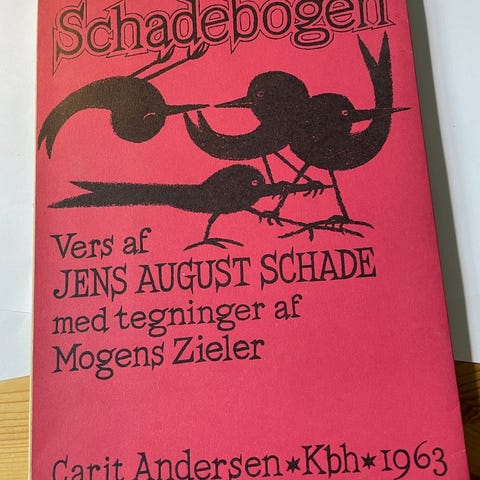 Schadebogen
Vers af
JENS AUGUST SCHADE
med tegninger af
Mogens Zieler
Carit Andersen * Kbh * 1963